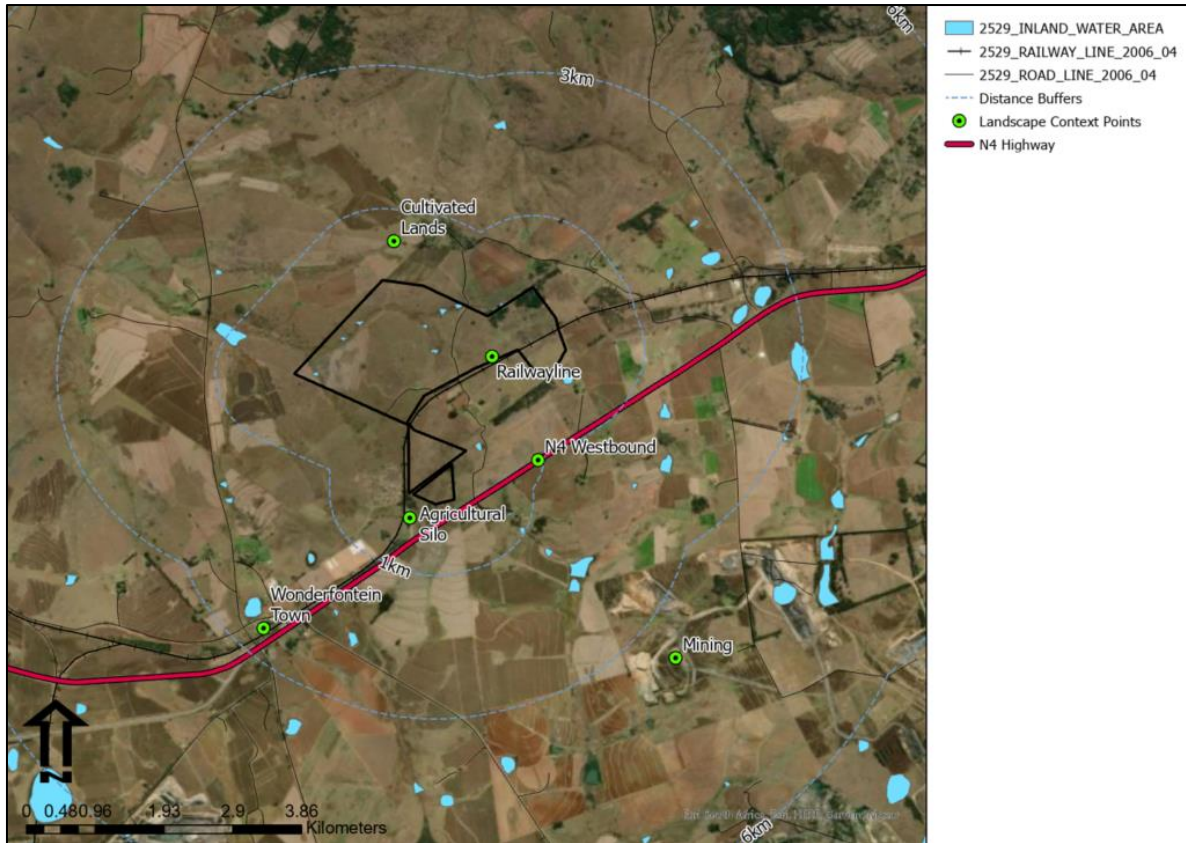 6km
3km
Cultivated
Lands
Railwayline
N4 Westbound
Agricultural
Silo
1km
Wonderfontein
Town
Mining
N
0 0.48 0.96 1.93 2.9 3.86
Kilometers
6km
2529_INLAND_WATER_AREA
2529_RAILWAY_LINE_2006_04
2529_ROAD_LINE_2006_04
Distance Buffers
Landscape Context Points
N4 Highway